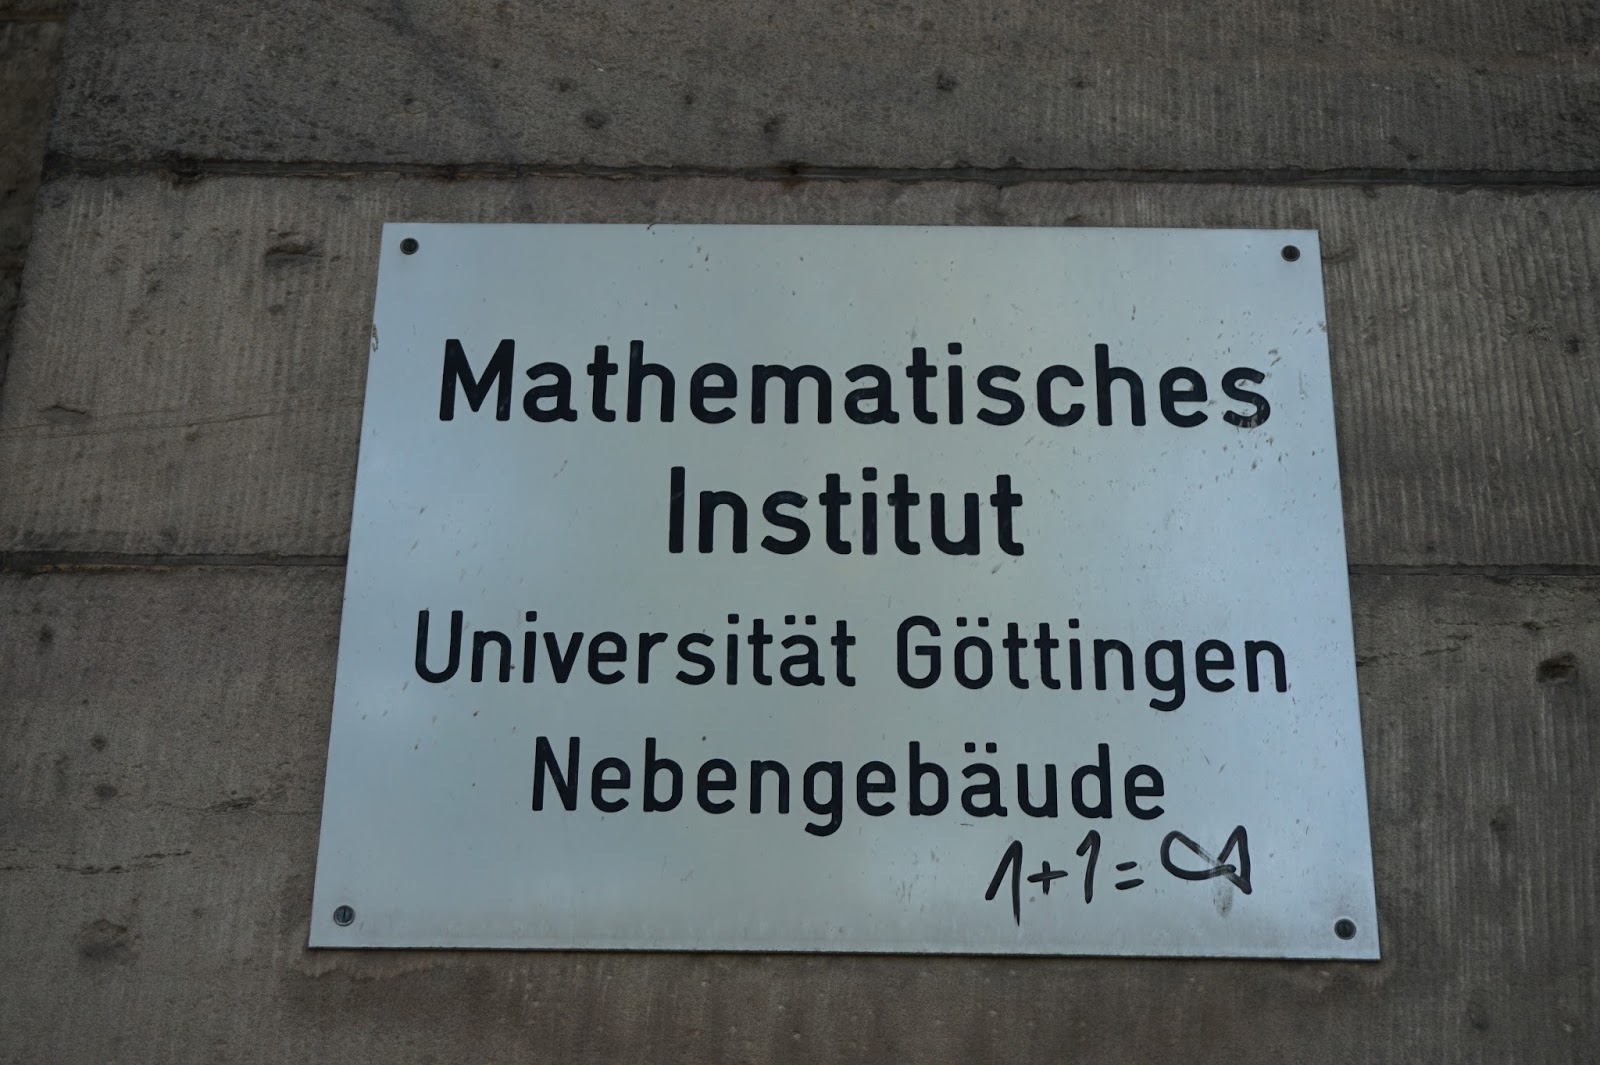 Mathematisches
Institut
Universität Göttingen
Nebengebäude
1+1=